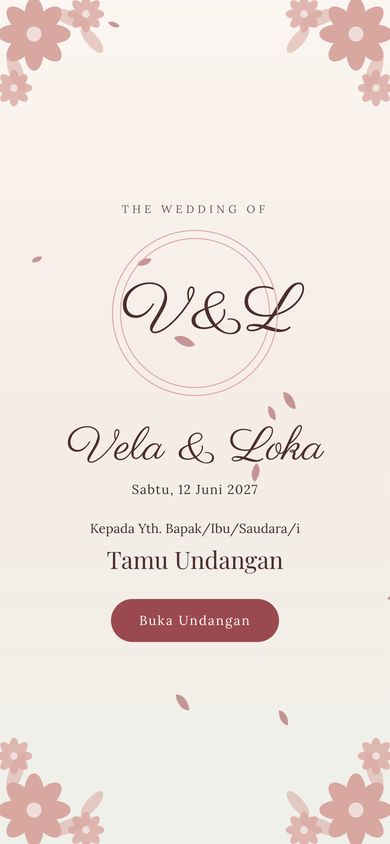 THE WEDDING OF
V&L
Vela & Loka
Sabtu, 12 Juni 2027
Kepada Yth. Bapak/Ibu/Saudara/i
Tamu Undangan
Buka Undangan